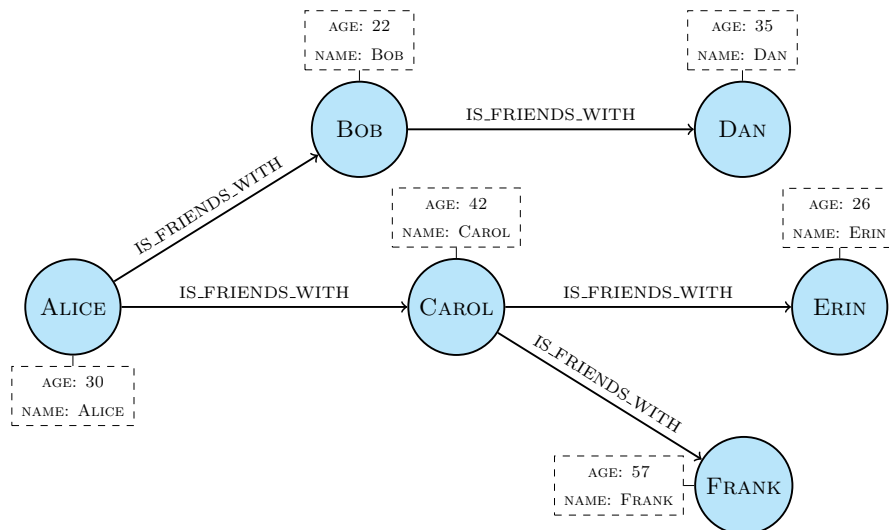 AGE: 22
NAME: BOB
AGE: 35
NAME: DAN
BOB
IS_FRIENDS_WITH
DAN
IS_FRIENDS_WITH
AGE: 42
NAME: CAROL
AGE: 26
NAME: ERIN
ALICE
IS_FRIENDS_WITH
CAROL
IS_FRIENDS_WITH
ERIN
AGE: 30
NAME: ALICE
IS_FRIENDS_WITH
AGE: 57
NAME: FRANK
FRANK